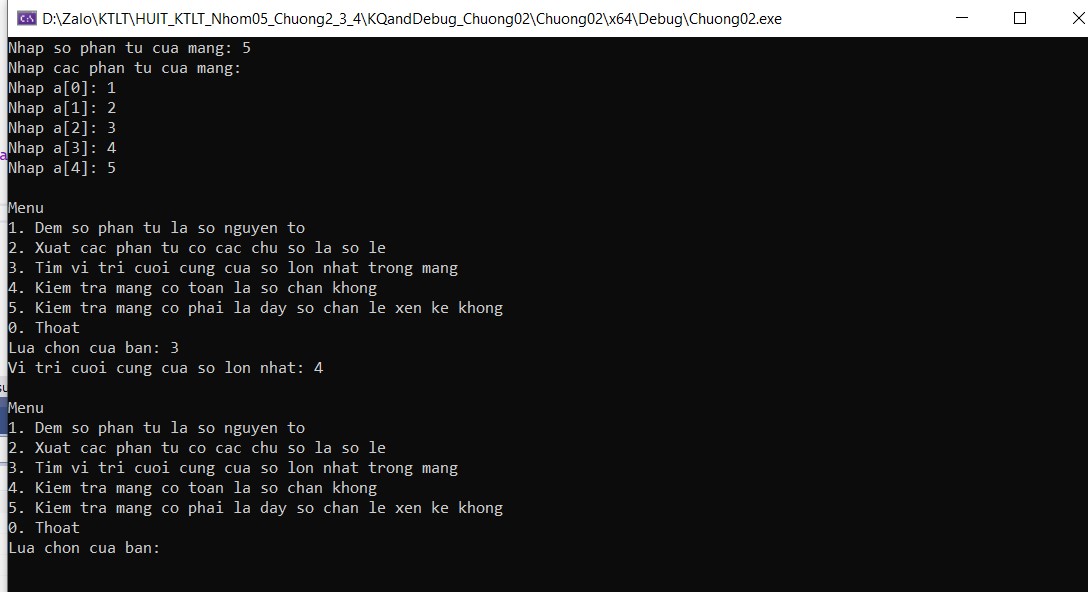 D:\Zalo\KTLT\HUIT_KTLT_Nhom05_Chuong2_3_4\KQandDebug_Chuong02\Chuong02\x64\Debug\Chuong02.exe
Nhap so phan tu cua mang: 5
Nhap cac phan tu cua mang:
Nhap a[0]: 1
Nhap a[1]: 2
Nhap a[2]: 3
Nhap a[3]: 4
Nhap a[4]: 5
Menu
1. Dem so phan tu la so nguyen to
2. Xuat cac phan tu co cac chu so la so le
3. Tim vi tri cuoi cung cua so lon nhat trong mang
4. Kiem tra mang co toan la so chan khong
5. Kiem tra mang co phai la day so chan le xen ke khong
0. Thoat
Lua chon cua ban: 3
Vi tri cuoi cung cua so lon nhat: 4
Menu
1. Dem so phan tu la so nguyen to
2. Xuat cac phan tu co cac chu so la so le
3. Tim vi tri cuoi cung cua so lon nhat trong mang
4. Kiem tra mang co toan la so chan khong
5. Kiem tra mang co phai la day so chan le xen ke khong
0. Thoat
Lua chon cua ban: